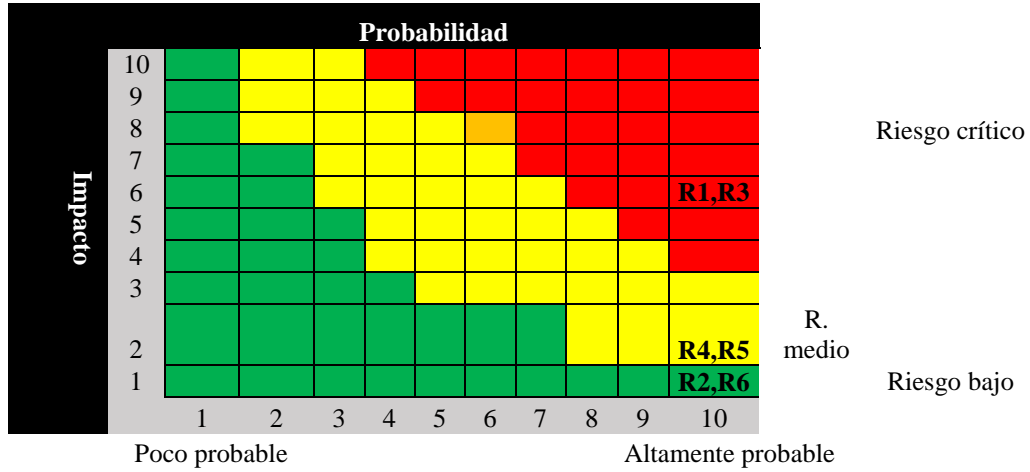 Probabilidad
Impacto
10
9
8 Riesgo crítico
7
6 R1,R3
5
4
3
2 R4,R5 R. medio
1 R2,R6 Riesgo bajo
1 2 3 4 5 6 7 8 9 10
Poco probable Altamente probable